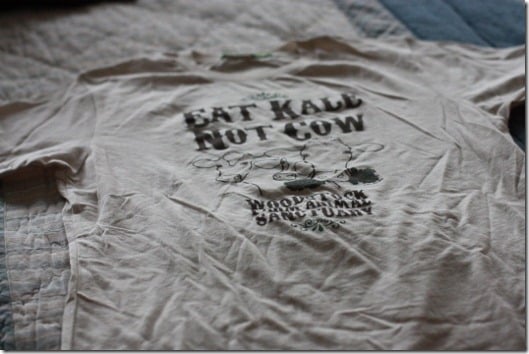 EAT KALE
NOT COW
WOODSTOCK
FARM ANIMAL
SANCTUARY